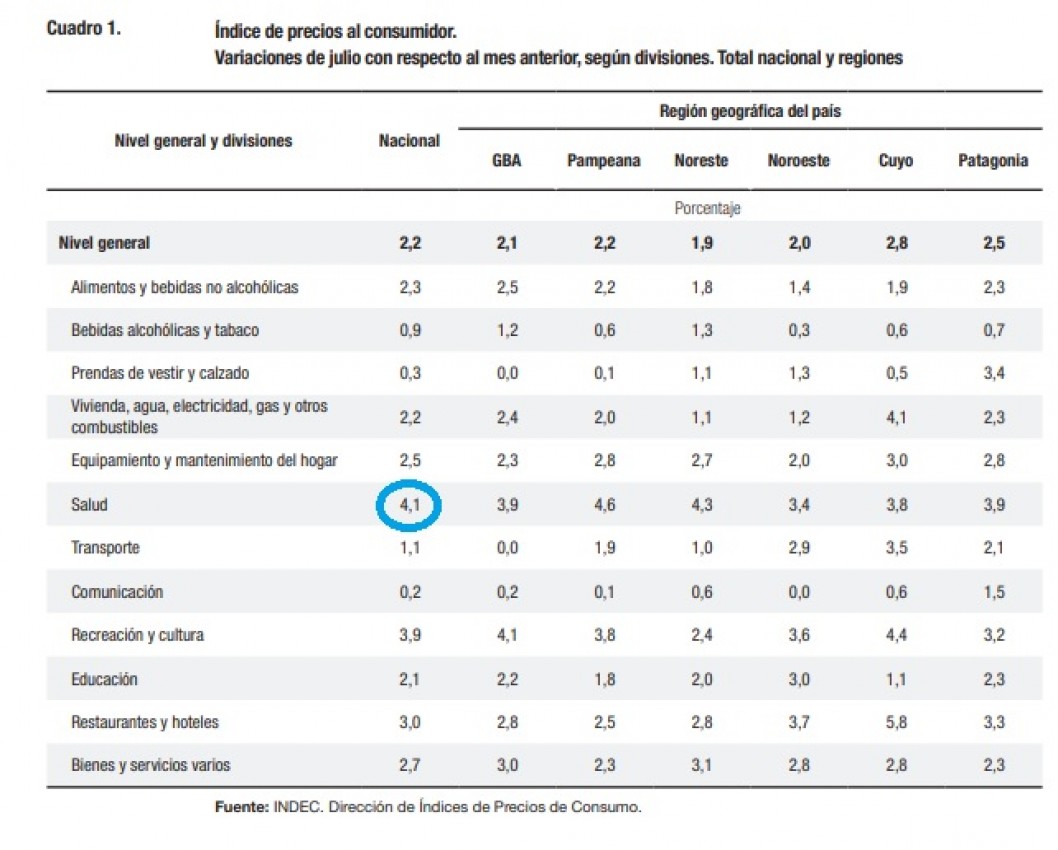 Cuadro 1.
Índice de precios al consumidor.
Variaciones de julio con respecto al mes anterior, según divisiones. Total nacional y regiones
Región geográfica del país
Nivel general y divisiones Nacional
GBA Pampeana Noreste Noroeste Cuyo Patagonia
Porcentaje
Nivel general 2,2 2,1 2,2 1,9 2,0 2,8 2,5
Alimentos y bebidas no alcohólicas 2,3 2,5 2,2 1,8 1,4 1,9 2,3
Bebidas alcohólicas y tabaco 0,9 1,2 0,6 1,3 0,3 0,6 0,7
Prendas de vestir y calzado 0,3 0,0 0,1 1,1 1,3 0,5 3,4
Vivienda, agua, electricidad, gas y otros
combustibles 2,2 2,4 2,0 1,1 1,2 4,1 2,3
Equipamiento y mantenimiento del hogar 2,5 2,3 2,8 2,7 2,0 3,0 2,8
Salud 4,1 3,9 4,6 4,3 3,4 3,8 3,9
Transporte 1,1 0,0 1,9 1,0 2,9 3,5 2,1
Comunicación 0,2 0,2 0,1 0,6 0,0 0,6 1,5
Recreación y cultura 3,9 4,1 3,8 2,4 3,6 4,4 3,2
Educación 2,1 2,2 1,8 2,0 3,0 1,1 2,3
Restaurantes y hoteles 3,0 2,8 2,5 2,8 3,7 5,8 3,3
Bienes y servicios varios 2,7 3,0 2,3 3,1 2,8 2,8 2,3
Fuente: INDEC. Dirección de Índices de Precios de Consumo.